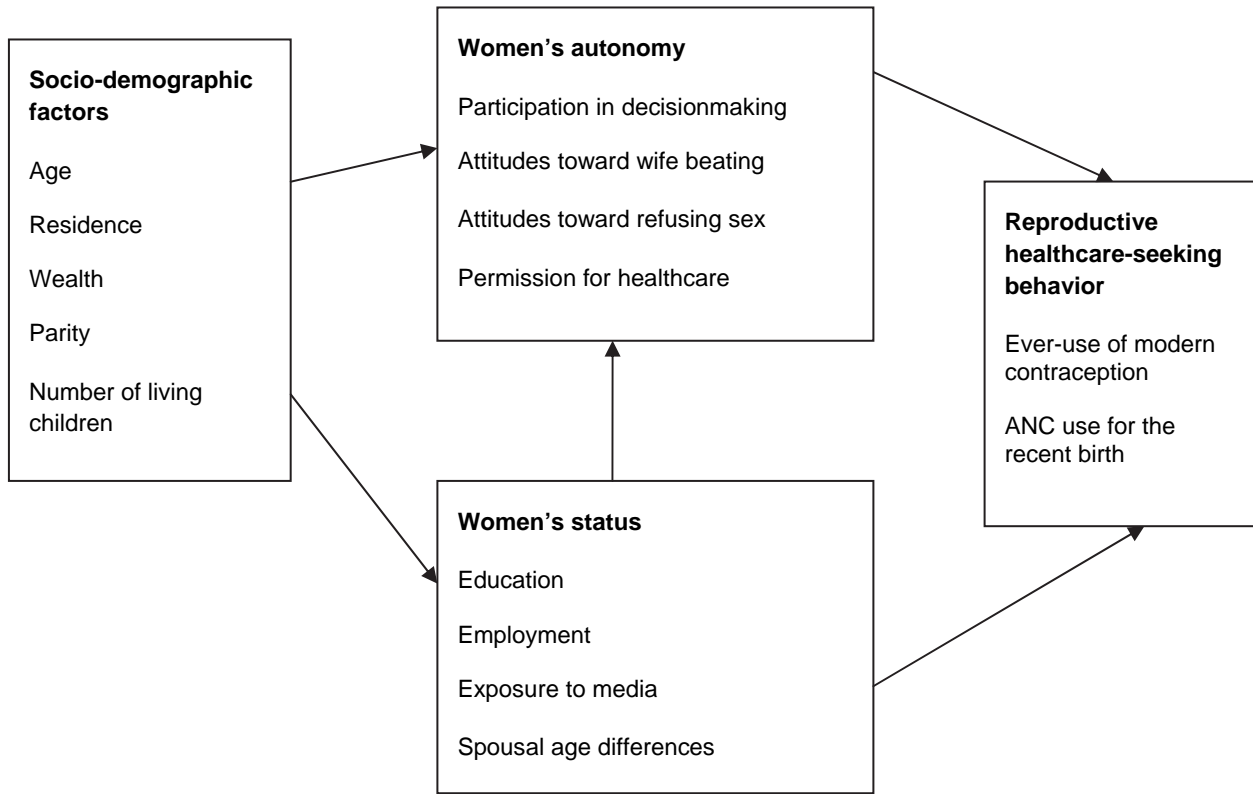 Socio-demographic
factors
Age
Residence
Wealth
Parity
Number of living
children
Women’s autonomy
Participation in decisionmaking
Attitudes toward wife beating
Attitudes toward refusing sex
Permission for healthcare
Women’s status
Education
Employment
Exposure to media
Spousal age differences
Reproductive
healthcare-seeking
behavior
Ever-use of modern
contraception
ANC use for the
recent birth